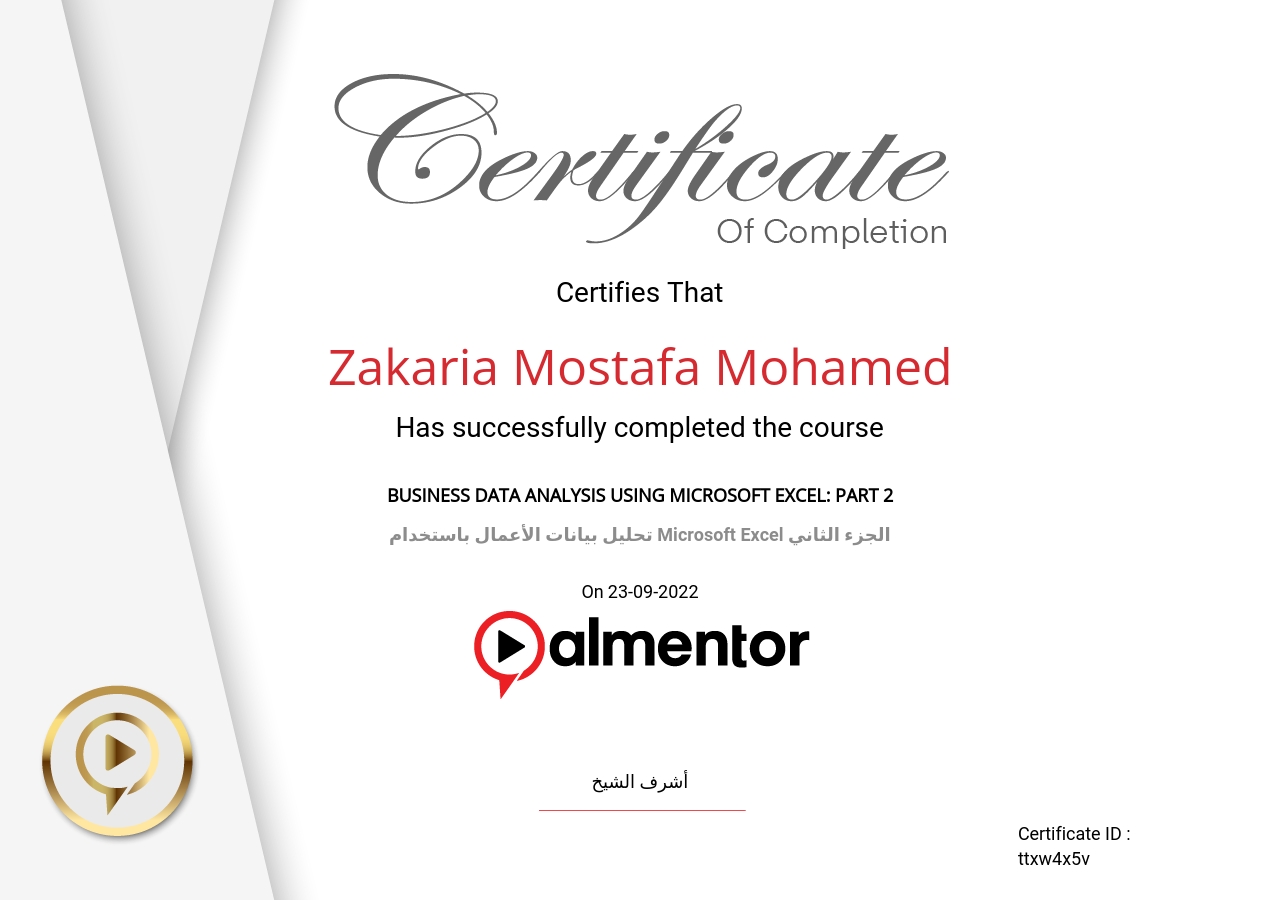 Certificate
Of Completion
Certifies That
Zakaria Mostafa Mohamed
Has successfully completed the course
BUSINESS DATA ANALYSIS USING MICROSOFT EXCEL: PART 2
تحليل بيانات الأعمال باستخدام Microsoft Excel الجزء الثاني
On 23-09-2022
almentor
أشرف الشيخ
Certificate ID :
ttxw4x5v